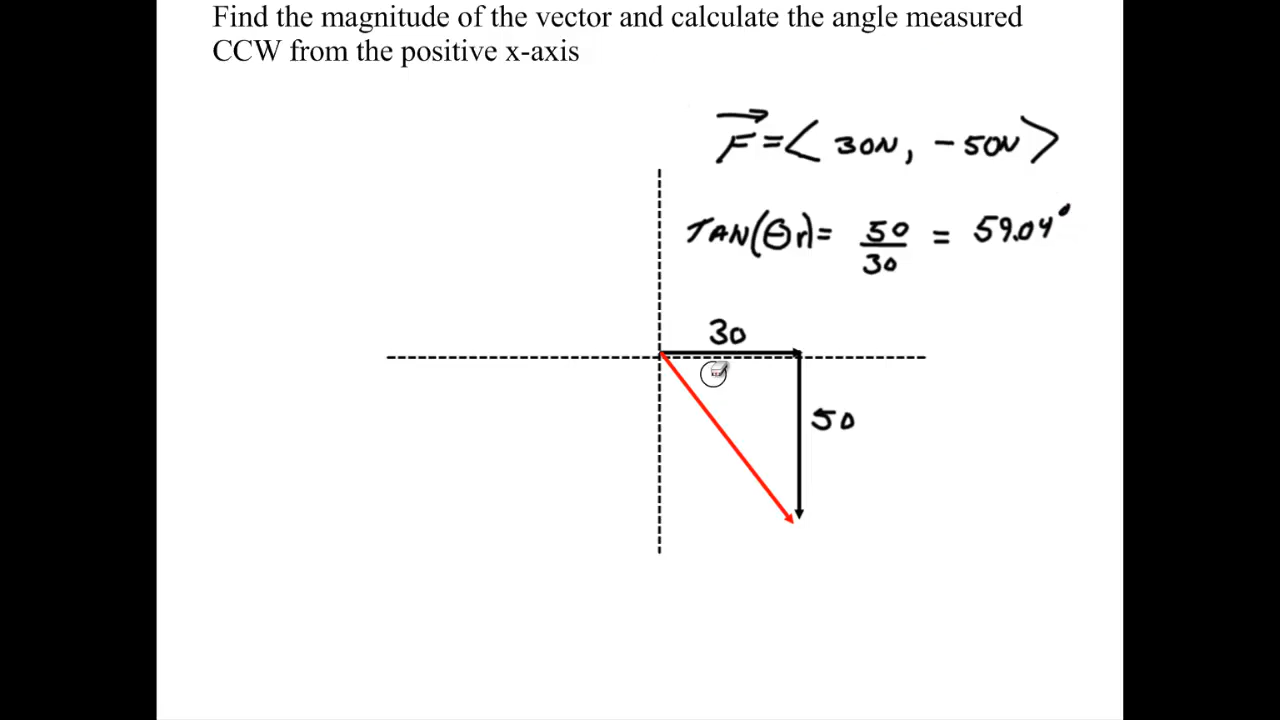 Find the magnitude of the vector and calculate the angle measured
CCW from the positive x-axis
F = < 30N, - 50N >
TAN(θr) = 50/30 = 59.04°
30
50